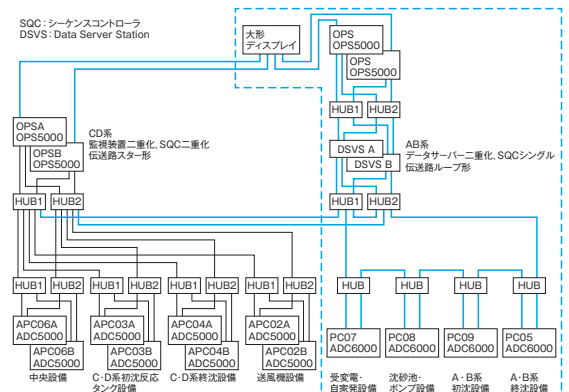 SQC：シーケンスコントローラ
DSVS：Data Server Station
大形
ディスプレイ
OPS
OPS5000
OPS
OPS5000
HUB1
HUB2
OPSA
OPS5000
OPSB
OPS5000
CD系
監視装置二重化、SQC二重化
伝送路スター形
DSVS A
DSVS B
AB系
データサーバー二重化、SQCシングル
伝送路ループ形
HUB1
HUB2
HUB1
HUB2
HUB1
HUB2
HUB1
HUB2
HUB1
HUB2
HUB1
HUB2
HUB
HUB
HUB
HUB
APC06A
ADC5000
APC06B
ADC5000
中央設備
APC03A
ADC5000
APC03B
ADC5000
C・D系初沈反応
タンク設備
APC04A
ADC5000
APC04B
ADC5000
C・D系終沈設備
APC02A
ADC5000
APC02B
ADC5000
送風機設備
PC07
ADC6000
受変電・
自家発設備
PC08
ADC6000
沈砂池・
ポンプ設備
PC09
ADC6000
A・B系
初沈設備
PC05
ADC6000
A・B系
終沈設備